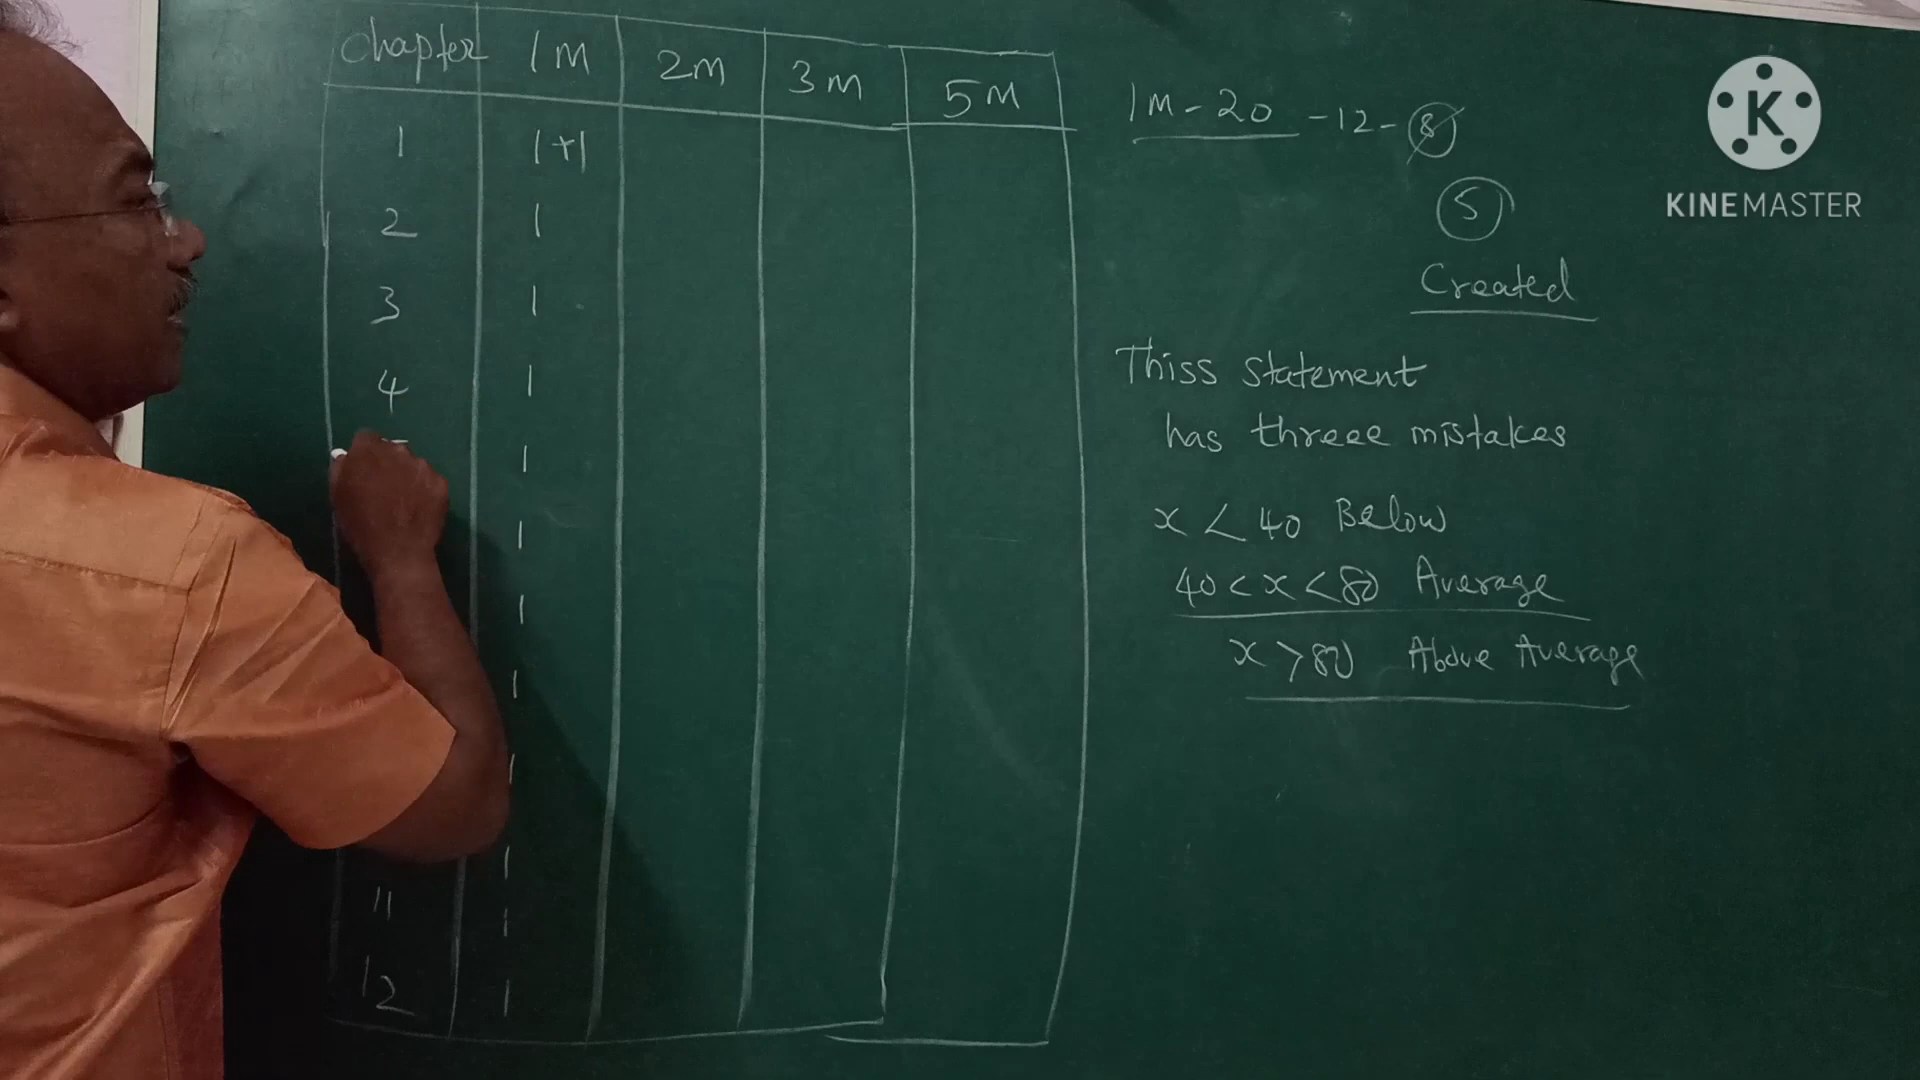 chapter 1M 2M 3M 5M
1 1+1
2 1
3 1
4 1
1
1
1
1
1
1
11 1
12 1
1M - 20 - 12 - 8
5
Created
Thiss statement
has threee mistakes
x < 40 Below
40 < x < 80 Average
x > 80 Above Average
K
KINEMASTER